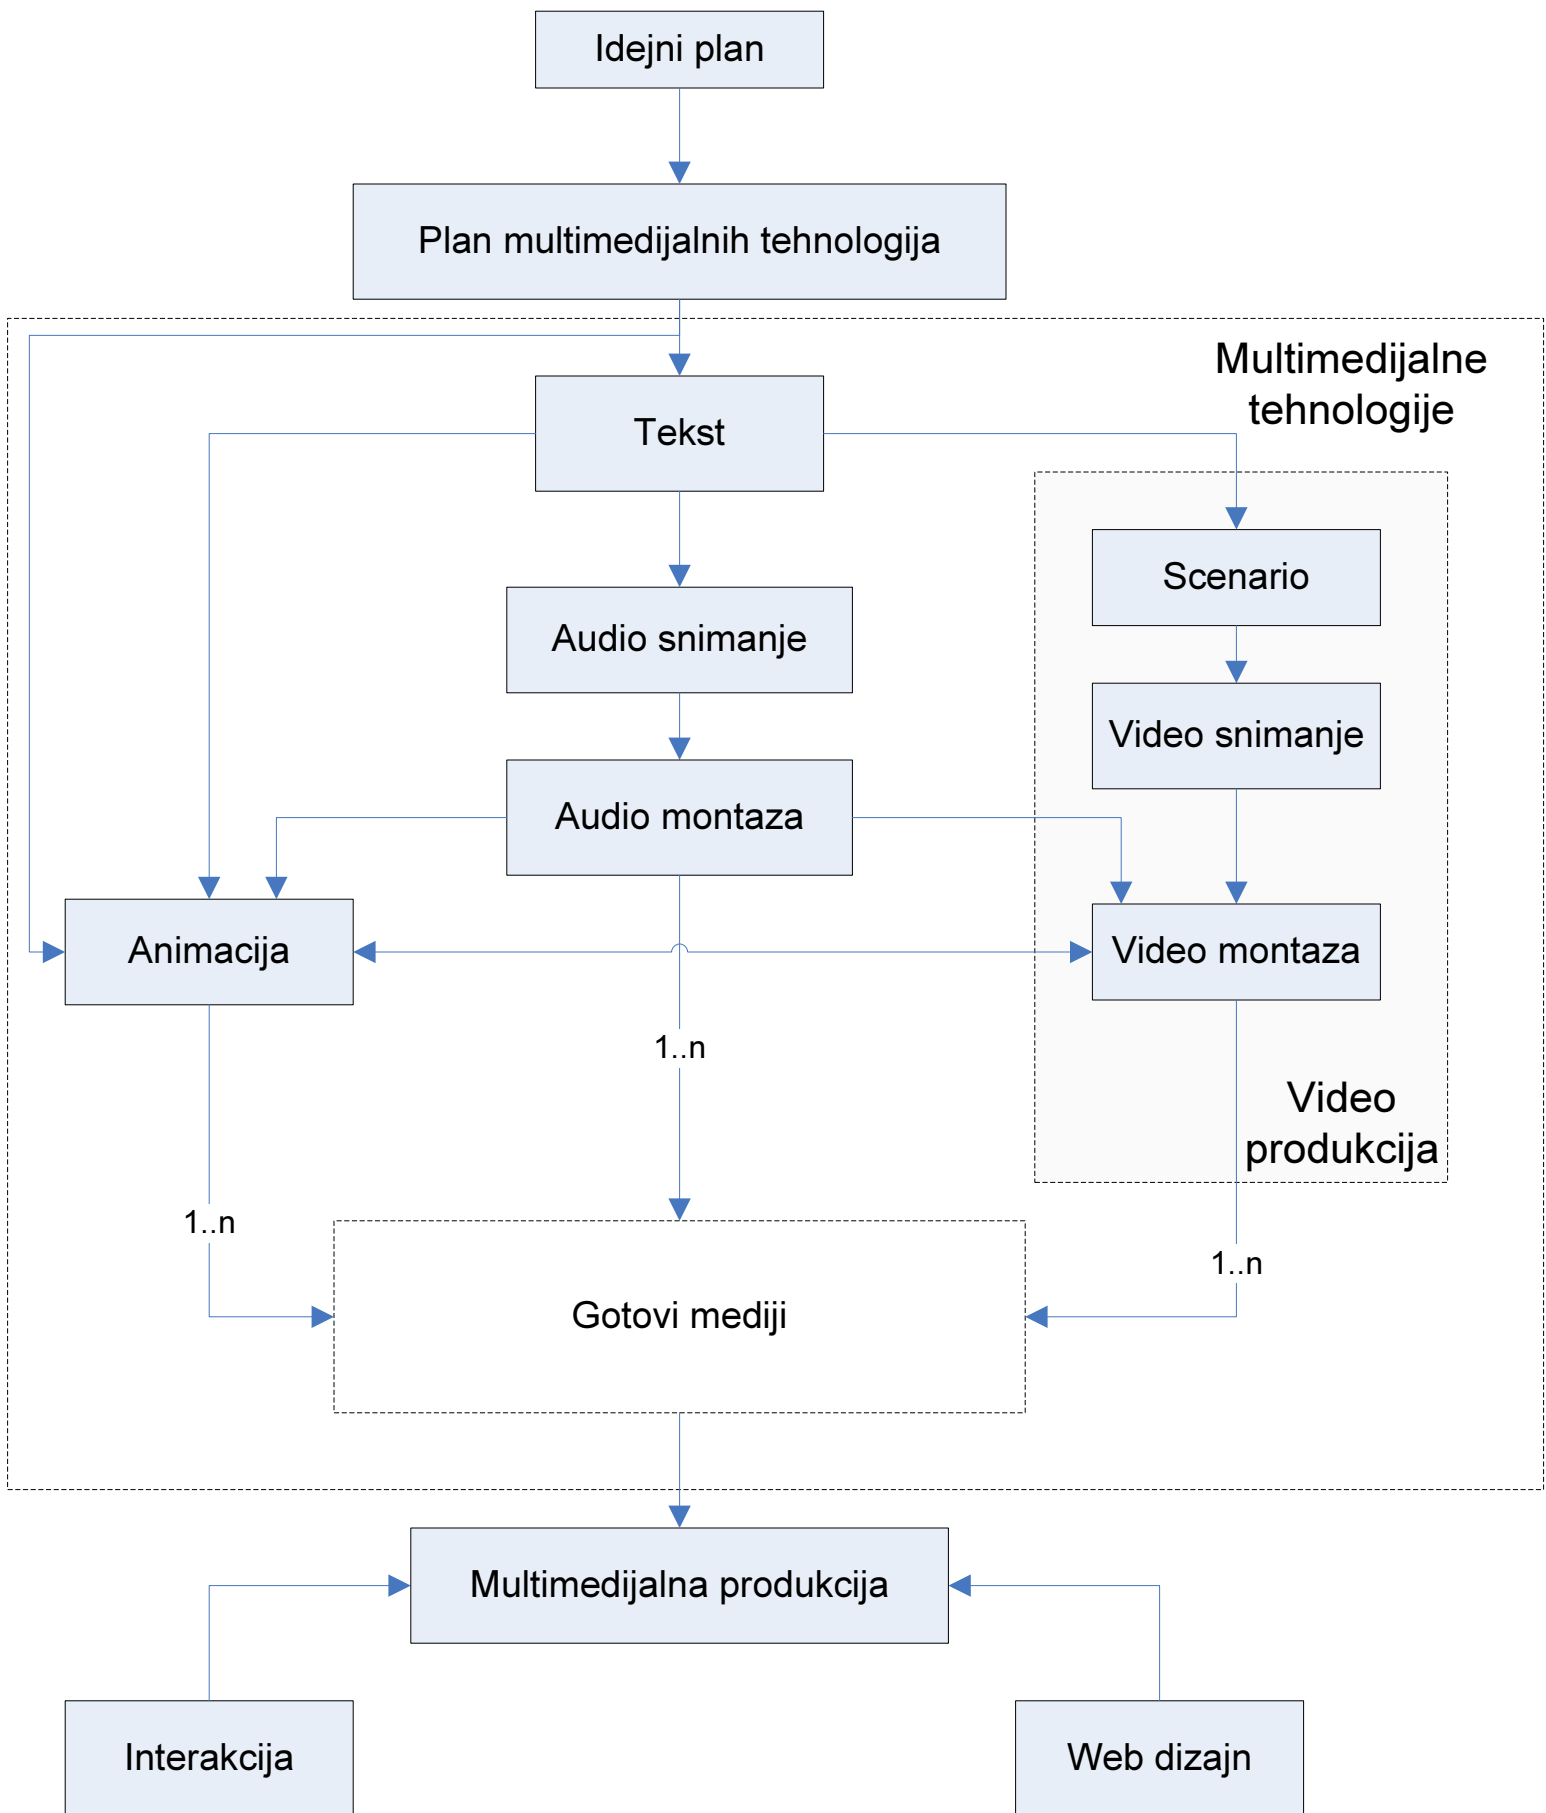 Idejni plan
Plan multimedijalnih tehnologija
Multimedijalne
tehnologije
Tekst
Scenario
Audio snimanje
Video snimanje
Audio montaza
Animacija
Video montaza
1..n
Video
produkcija
1..n
1..n
Gotovi mediji
Multimedijalna produkcija
Interakcija
Web dizajn